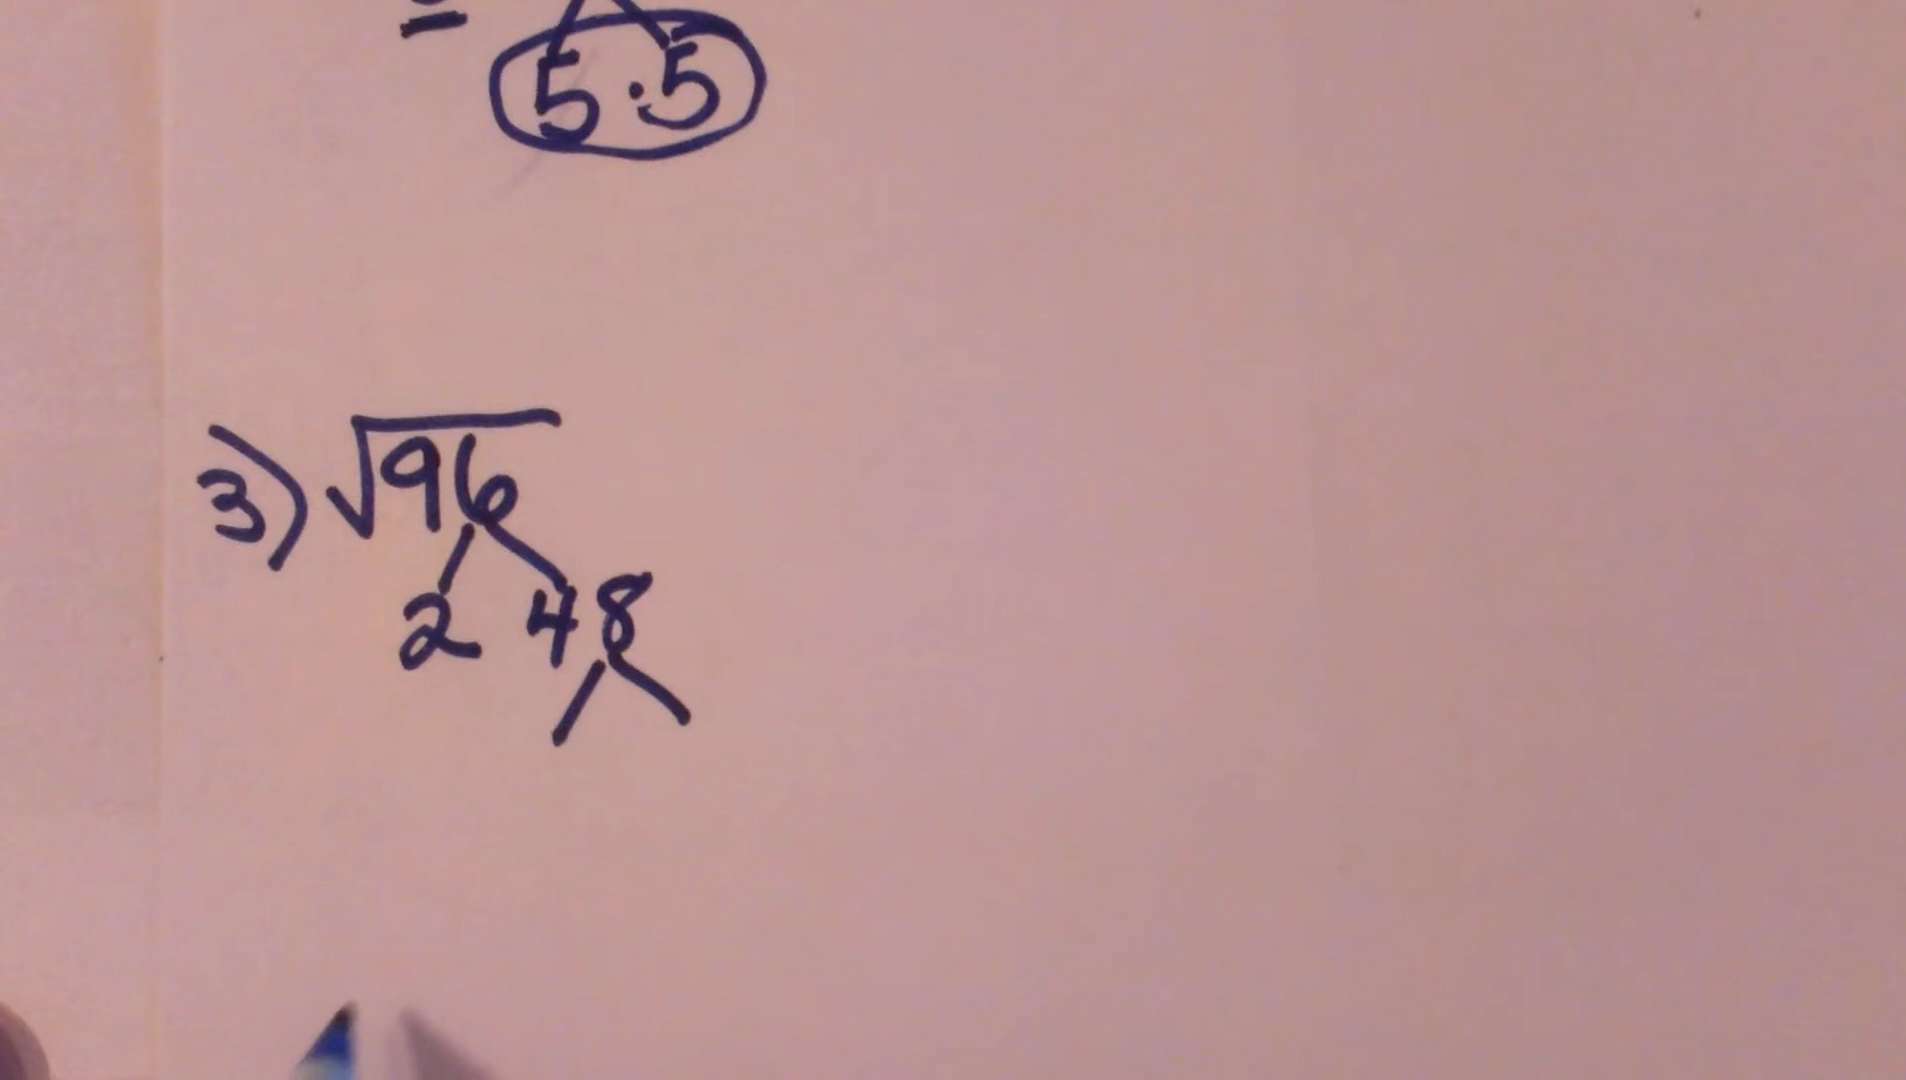 =
5 · 5
3) √96
2 48